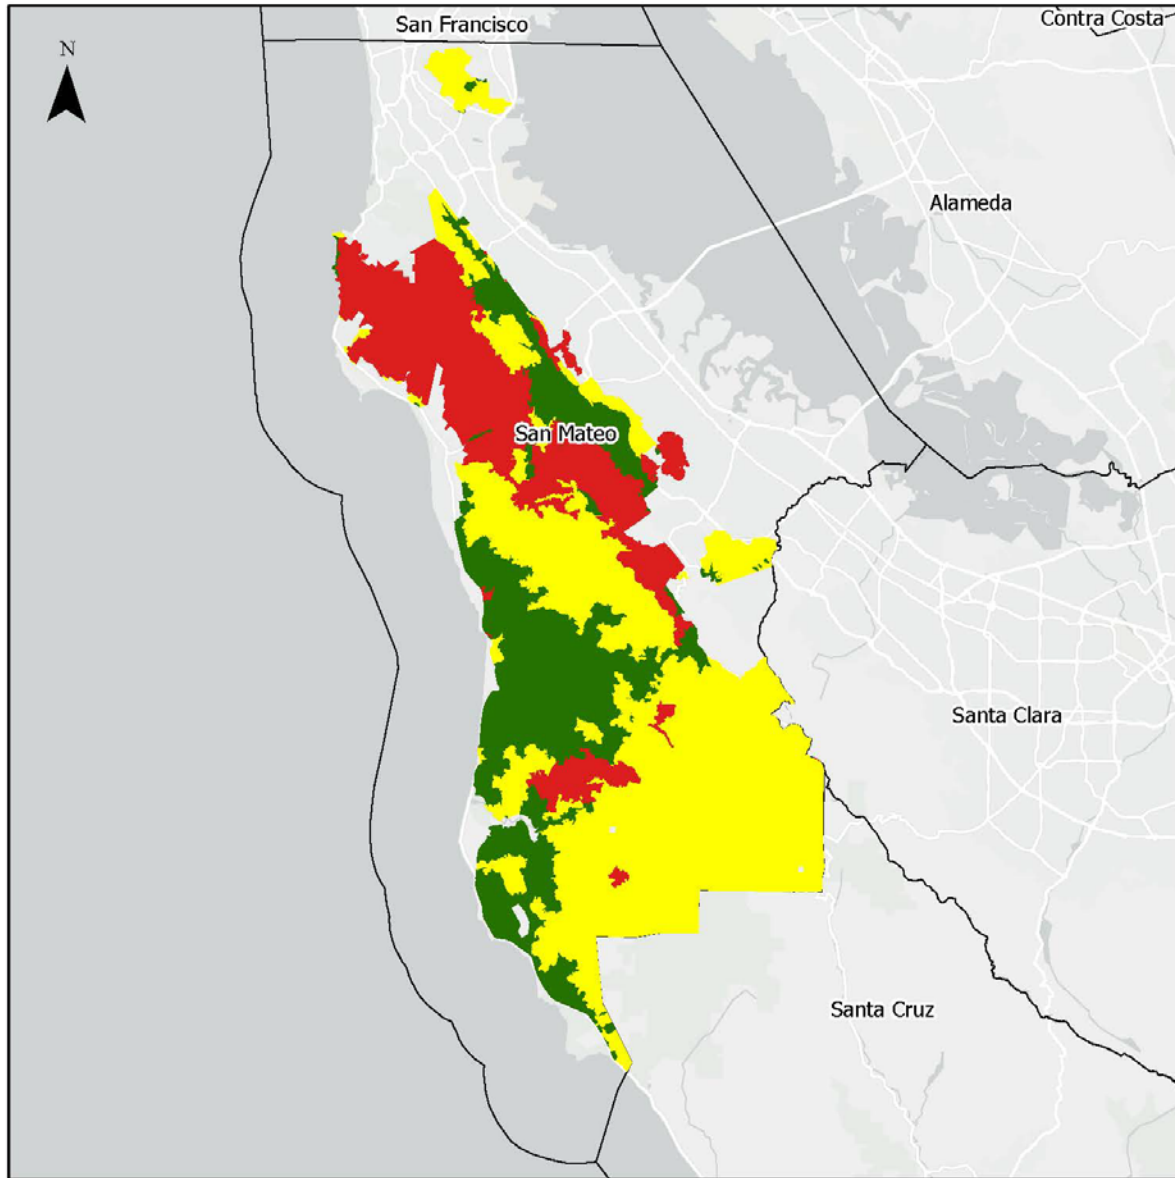 San Francisco
Contra Costa
N
Alameda
San Mateo
Santa Clara
Santa Cruz